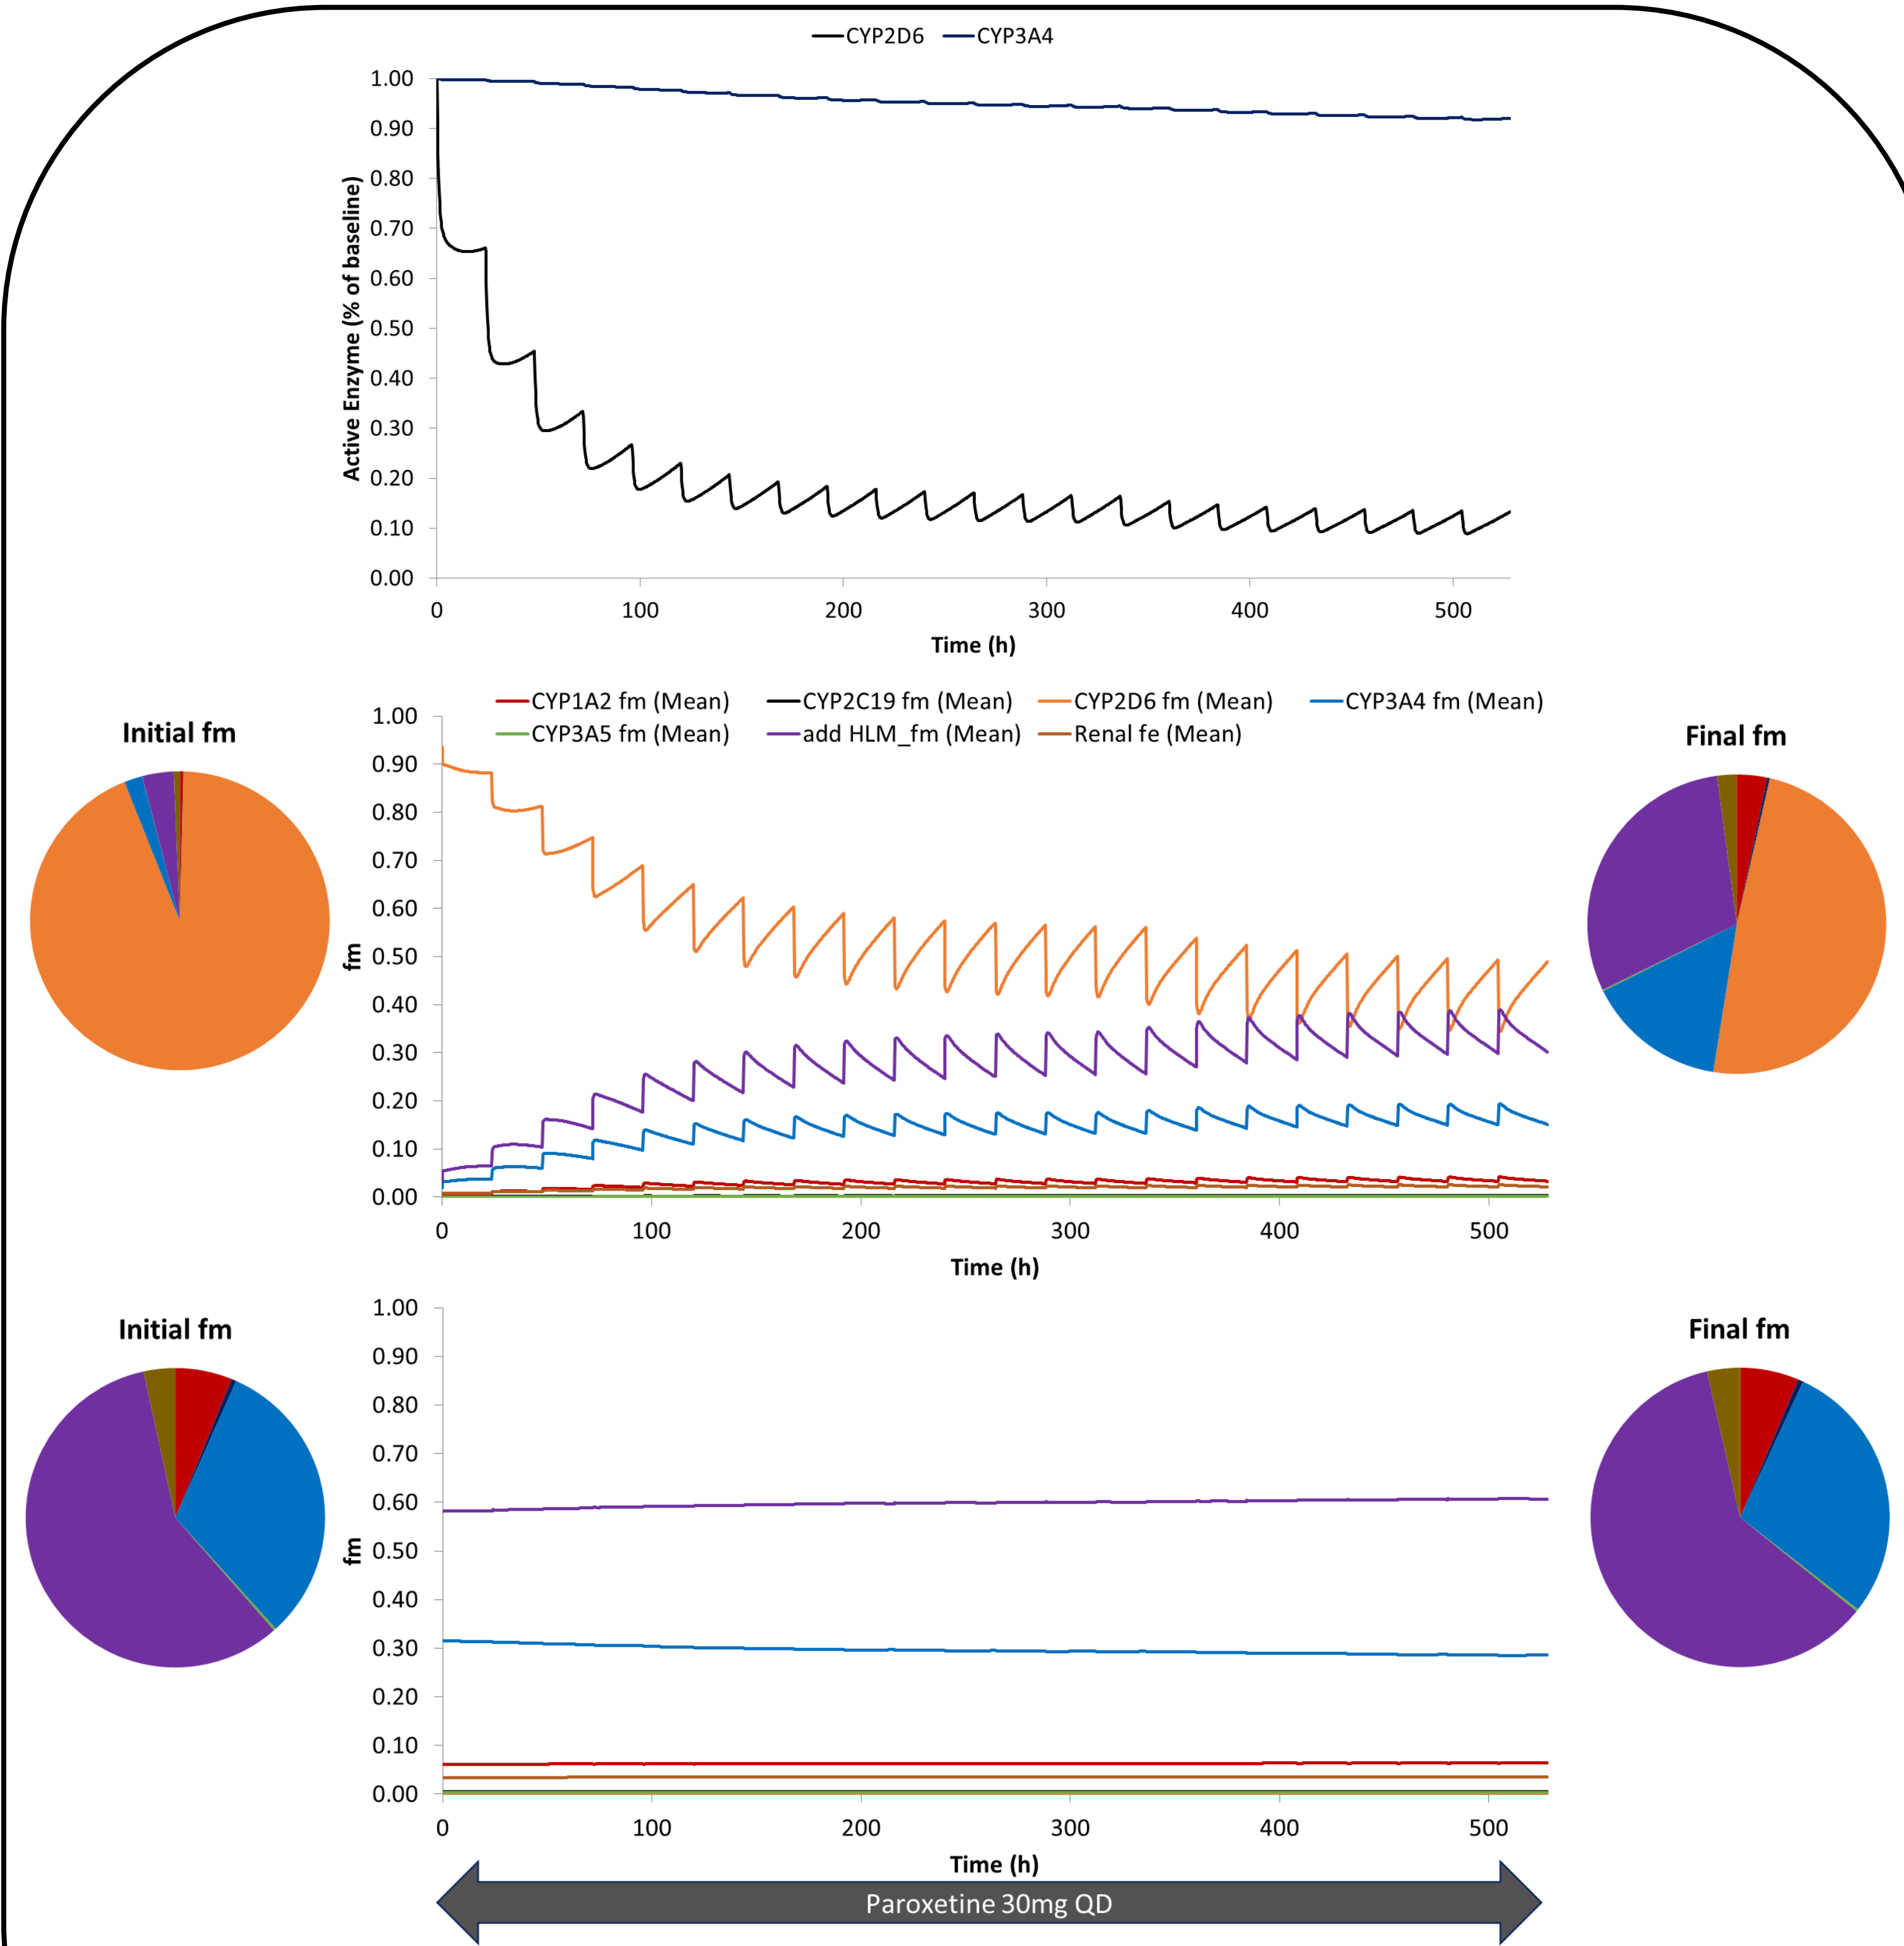 CYP2D6 CYP3A4
1.00
0.90
0.80
0.70
0.60
0.50
0.40
0.30
0.20
0.10
0.00
Active Enzyme (% of baseline)
0 100 200 300 400 500
Time (h)
CYP1A2 fm (Mean) CYP2C19 fm (Mean) CYP2D6 fm (Mean) CYP3A4 fm (Mean)
CYP3A5 fm (Mean) add HLM_fm (Mean) Renal fe (Mean)
Initial fm
1.00
0.90
0.80
0.70
0.60
0.50
0.40
0.30
0.20
0.10
0.00
fm
0 100 200 300 400 500
Time (h)
Final fm
Initial fm
1.00
0.90
0.80
0.70
0.60
0.50
0.40
0.30
0.20
0.10
0.00
fm
0 100 200 300 400 500
Time (h)
Final fm
Paroxetine 30mg QD